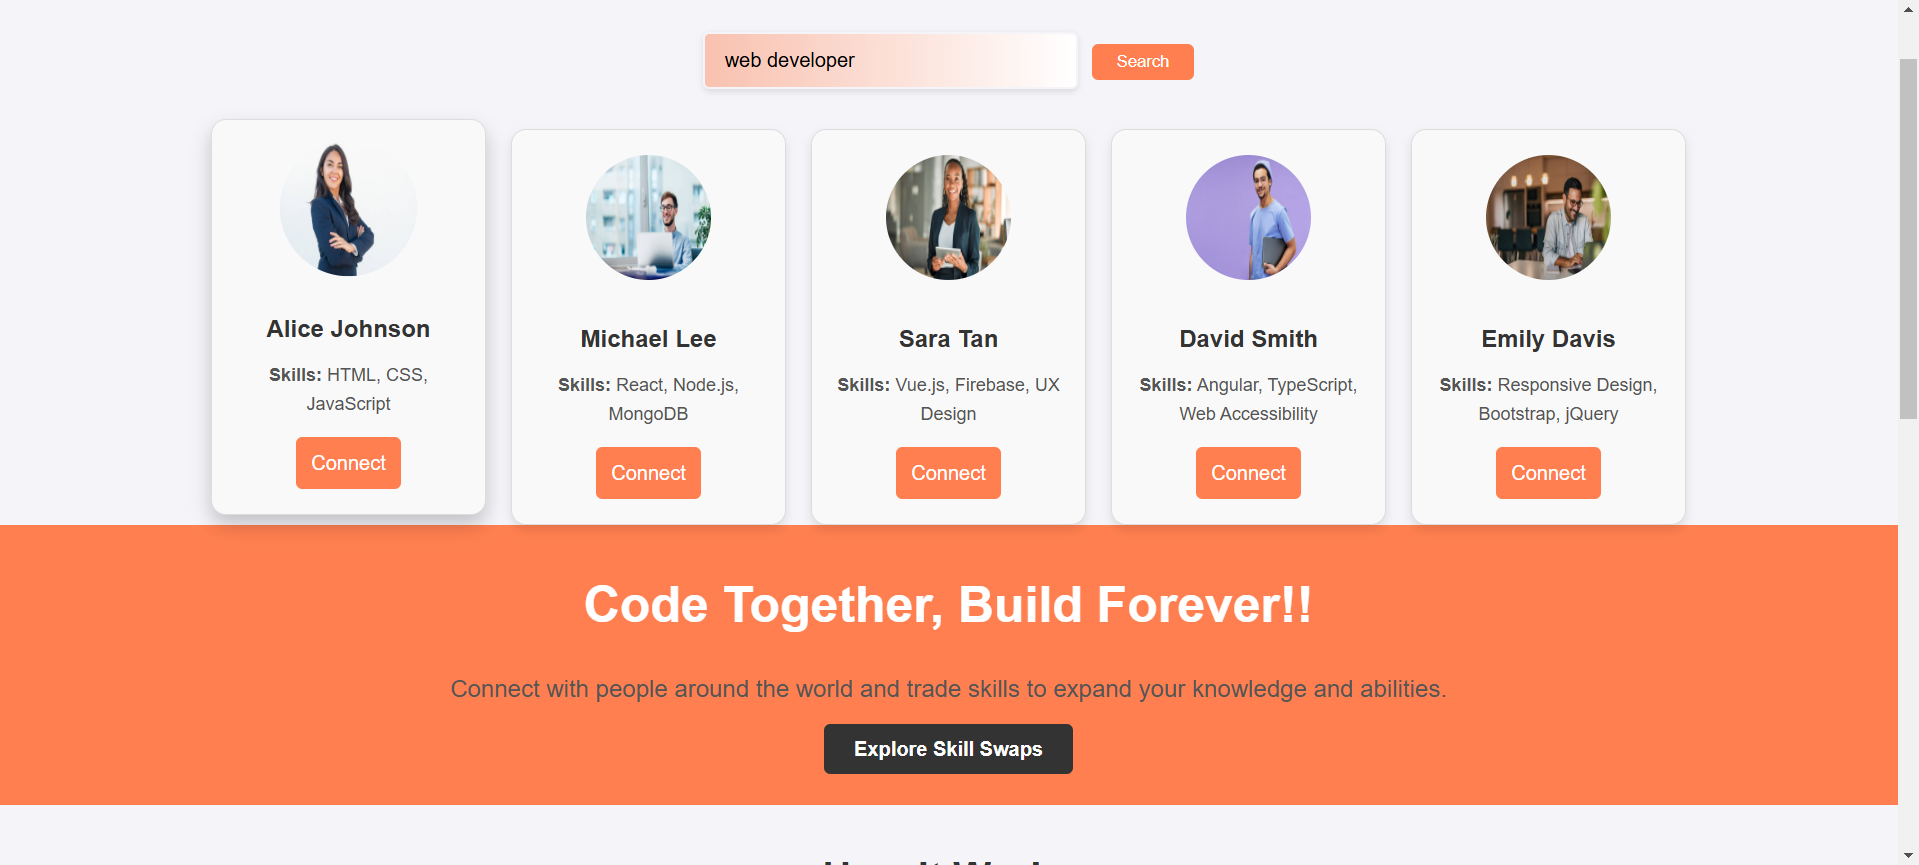 web developer
Search
Alice Johnson
Skills: HTML, CSS,
JavaScript
Connect
Michael Lee
Skills: React, Node.js,
MongoDB
Connect
Sara Tan
Skills: Vue.js, Firebase, UX
Design
Connect
David Smith
Skills: Angular, TypeScript,
Web Accessibility
Connect
Emily Davis
Skills: Responsive Design,
Bootstrap, jQuery
Connect
Code Together, Build Forever!!
Connect with people around the world and trade skills to expand your knowledge and abilities.
Explore Skill Swaps